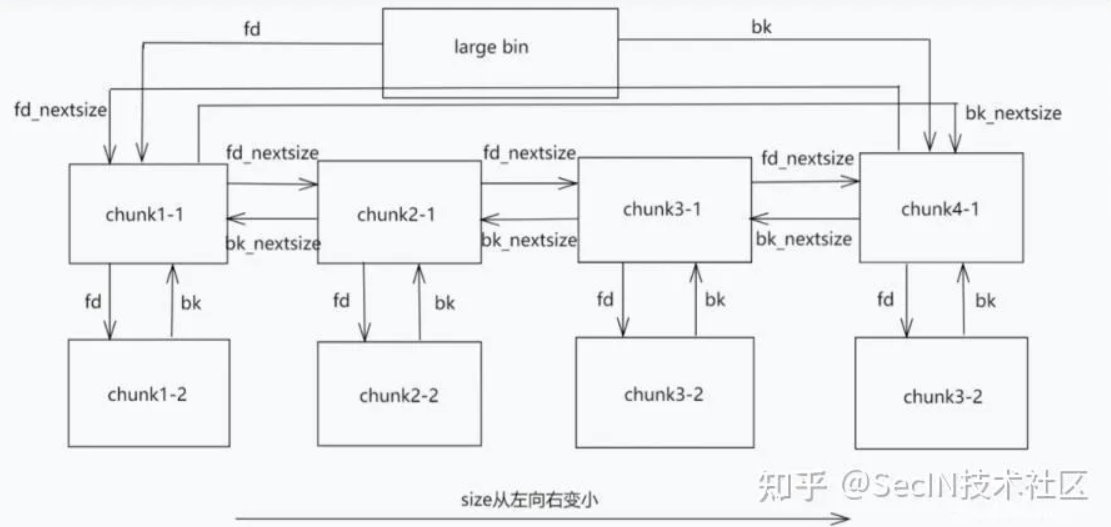 fd
large bin
bk
fd_nextsize
bk_nextsize
fd_nextsize
fd_nextsize
fd_nextsize
chunk1-1
chunk2-1
chunk3-1
chunk4-1
bk_nextsize
bk_nextsize
bk_nextsize
fd
bk
fd
bk
fd
bk
fd
bk
chunk1-2
chunk2-2
chunk3-2
chunk3-2
知乎 @SecIN技术社区
size从左向右变小